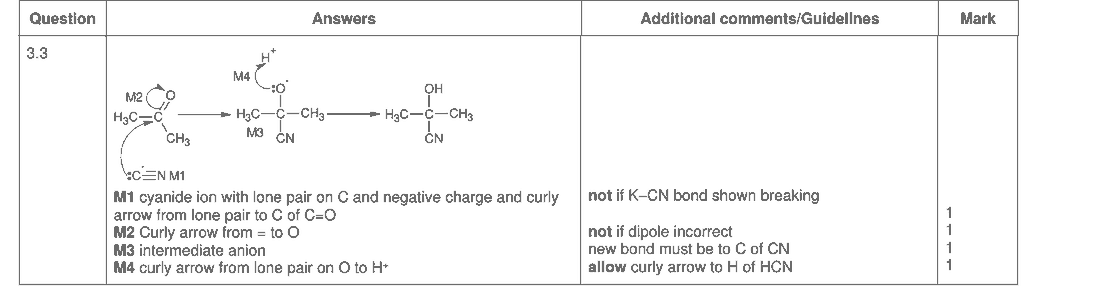 Question Answers Additional comments/Guidelines Mark
3.3
H+
M4
:O-
OH
M2 O
H3C—C H3C—C—CH3 H3C—C—CH3
M3
CH3 CN CN
:C-≡N M1
M1 cyanide ion with lone pair on C and negative charge and curly
arrow from lone pair to C of C=O
not if K–CN bond shown breaking
1
M2 Curly arrow from = to O not if dipole incorrect 1
M3 intermediate anion new bond must be to C of CN 1
M4 curly arrow from lone pair on O to H+ allow curly arrow to H of HCN 1